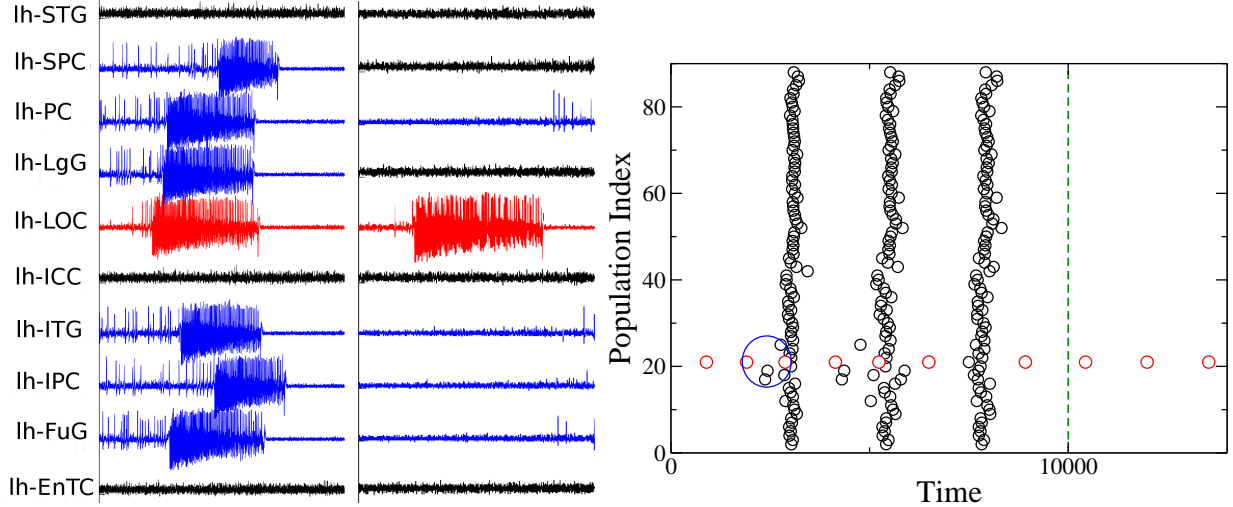 lh-STG
lh-SPC
lh-PC
lh-LgG
lh-LOC
lh-ICC
lh-ITG
lh-IPC
lh-FuG
lh-EnTC
Population Index
80
60
40
20
0
0 10000
Time